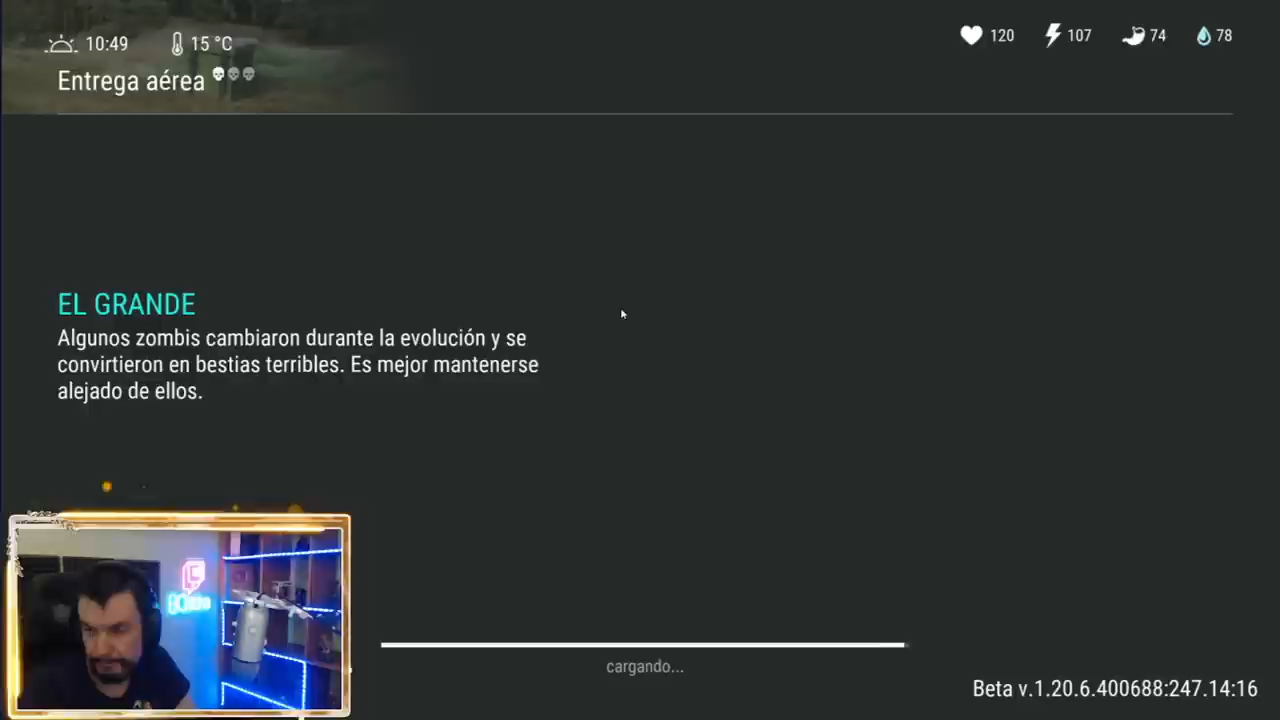 10:49
15 °C
120
107
74
78
Entrega aérea
EL GRANDE
Algunos zombis cambiaron durante la evolución y se
convirtieron en bestias terribles. Es mejor mantenerse
alejado de ellos.
cargando...
Beta v.1.20.6.400688:247.14:16